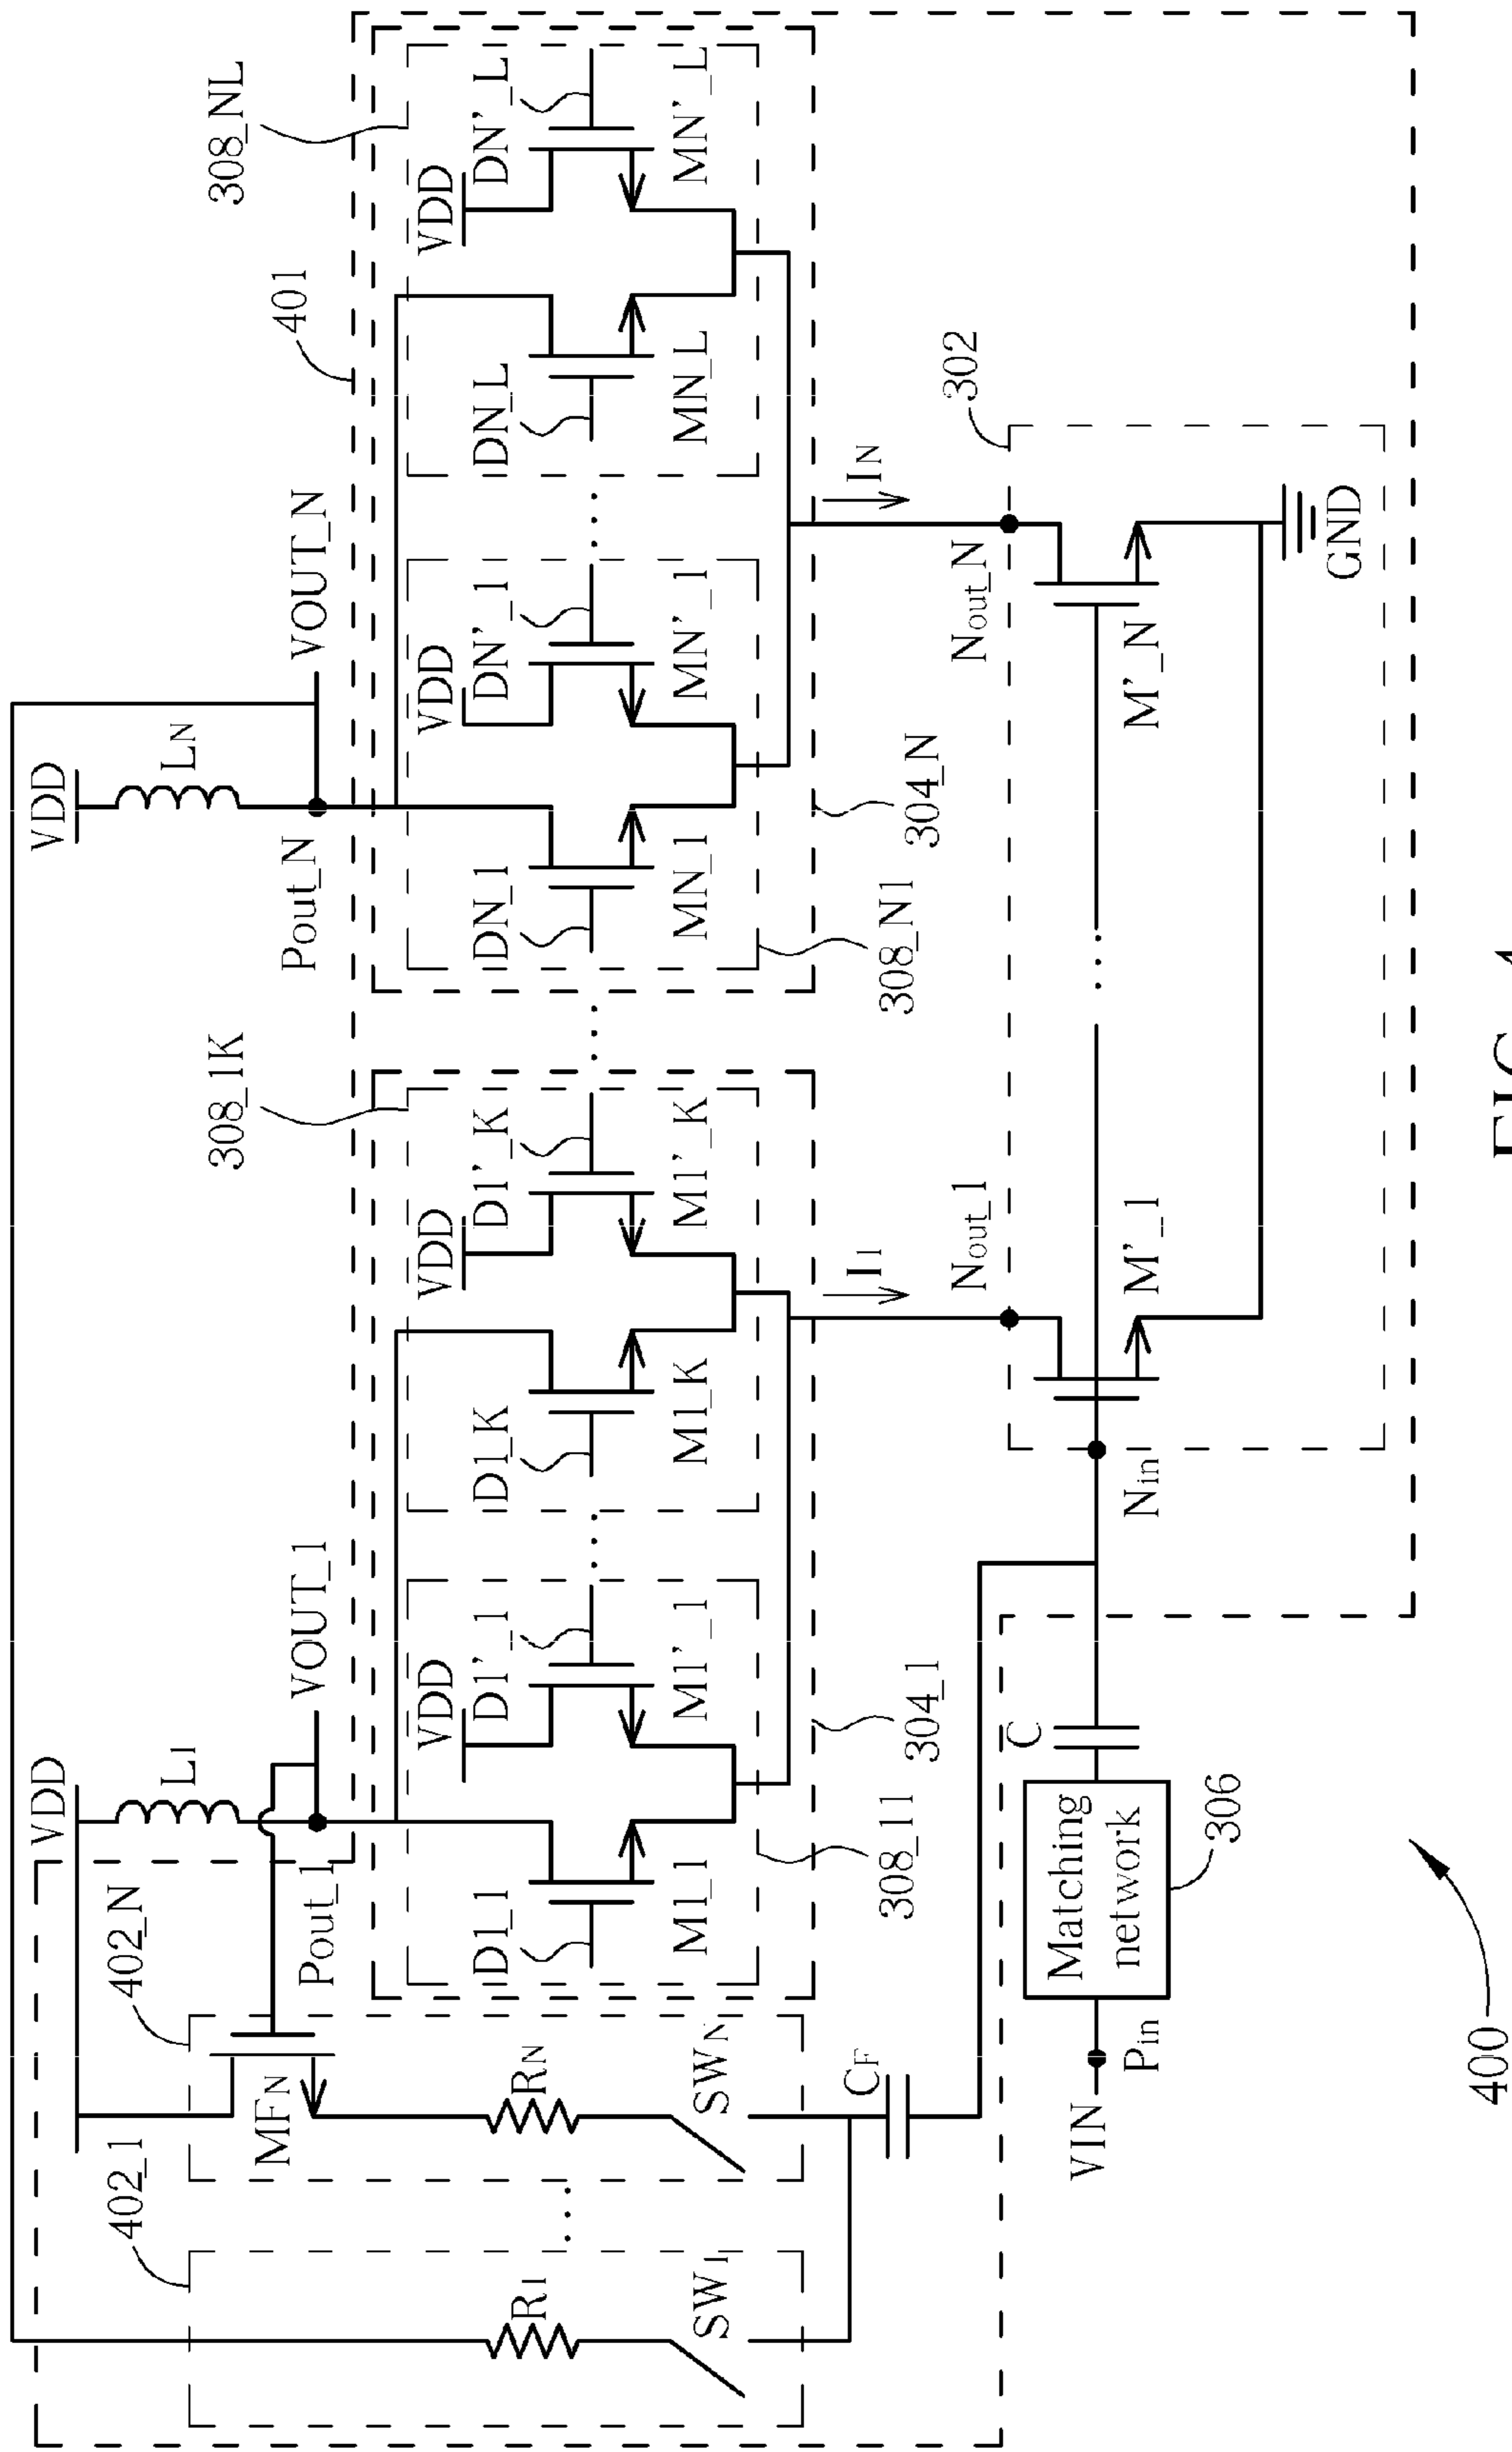 402_1
402_N
VDD
L1
VOUT_1
Pout_1
308_1K
VDD
LN
Pout_N
VOUT_N
401
308_NL
MFN
R1
RN
SW1
SWN
CF
D1_1
VDD
D1'_1
M1_1
M1'_1
D1_K
VDD
D1'_K
M1_K
M1'_K
...
...
308_11
304_1
I1
DN_1
VDD
DN'_1
MN_1
MN'_1
DN_L
VDD
DN'_L
MN_L
MN'_L
...
...
...
308_N1
304_N
IN
302
Nout_1
Nout_N
VIN
Pin
Matching
network
306
C
Nin
M'_1
...
M'_N
GND
400